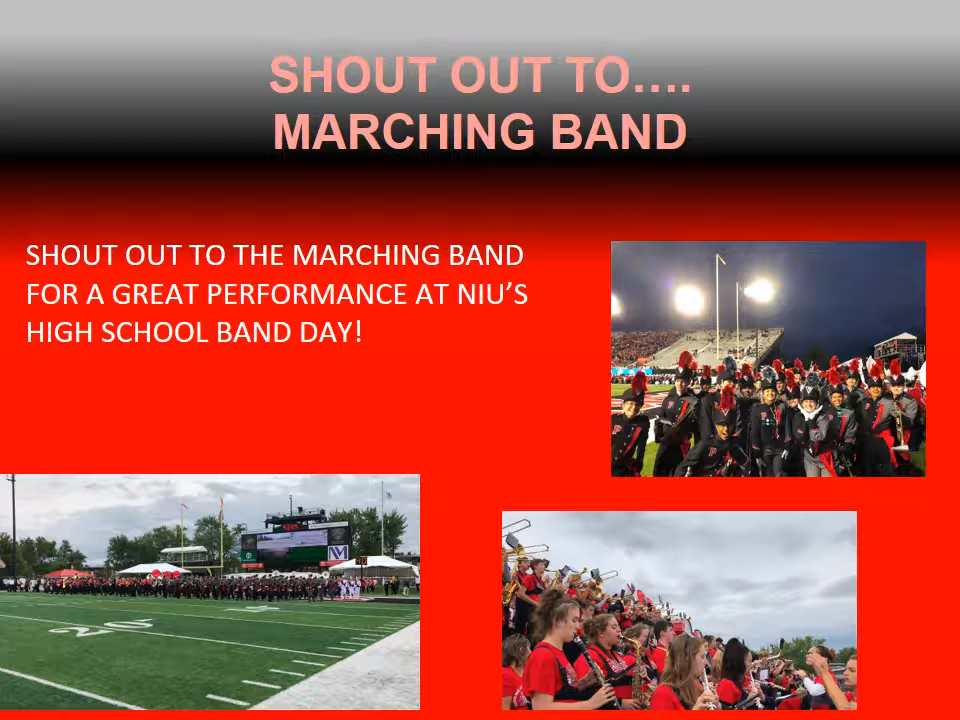 SHOUT OUT TO....
MARCHING BAND
SHOUT OUT TO THE MARCHING BAND
FOR A GREAT PERFORMANCE AT NIU’S
HIGH SCHOOL BAND DAY!
P
P
P
20